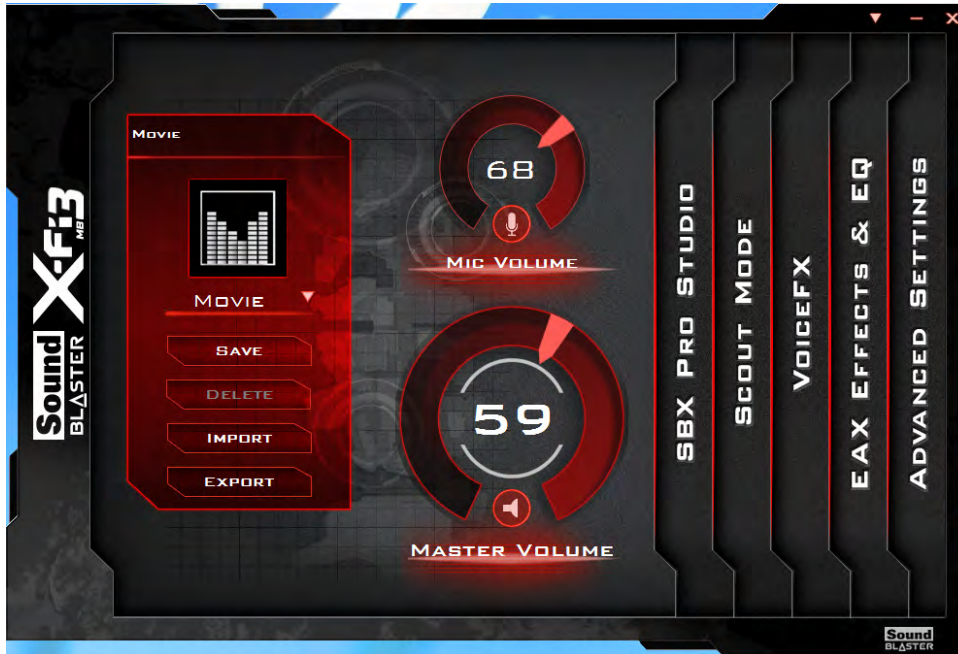 Sound
BLASTER
X-Fi3
MB
MOVIE
MOVIE
SAVE
DELETE
IMPORT
EXPORT
68
MIC VOLUME
59
MASTER VOLUME
SBX PRO STUDIO
SCOUT MODE
VOICEFX
EAX EFFECTS & EQ
ADVANCED SETTINGS
Sound
BLASTER